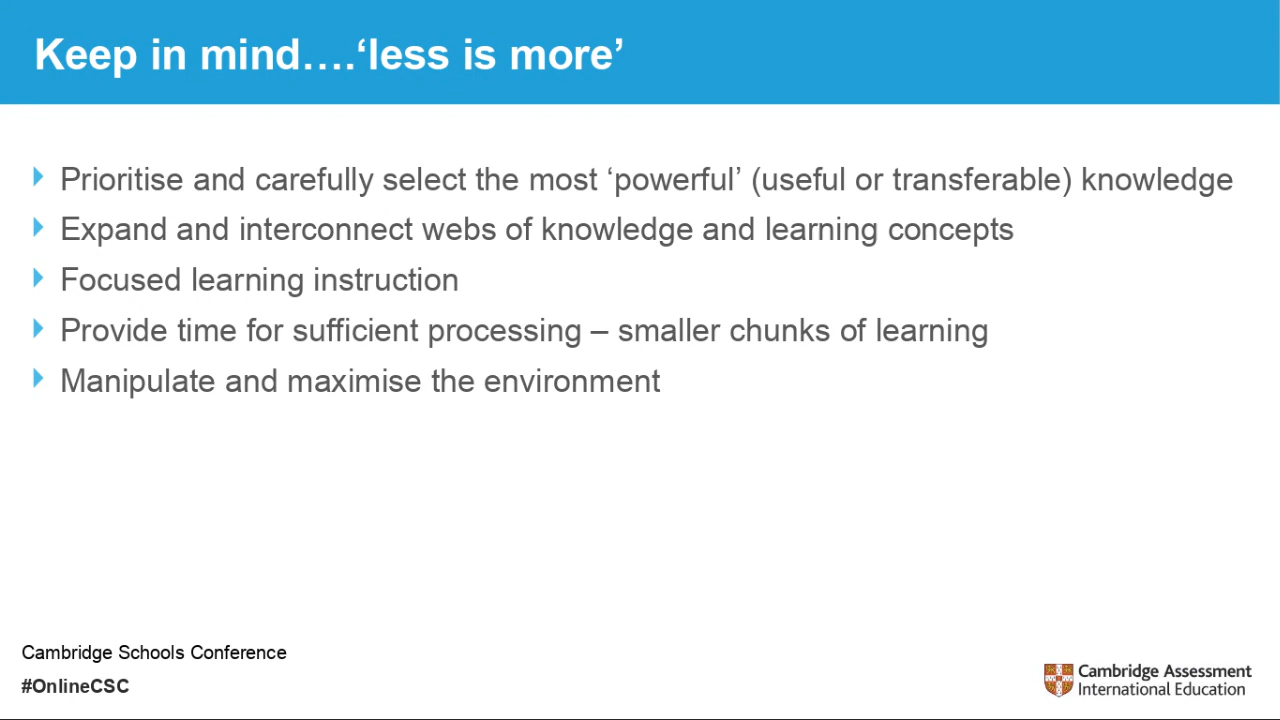 Keep in mind….‘less is more’
Prioritise and carefully select the most ‘powerful’ (useful or transferable) knowledge
Expand and interconnect webs of knowledge and learning concepts
Focused learning instruction
Provide time for sufficient processing – smaller chunks of learning
Manipulate and maximise the environment
Cambridge Schools Conference
#OnlineCSC
Cambridge Assessment
International Education